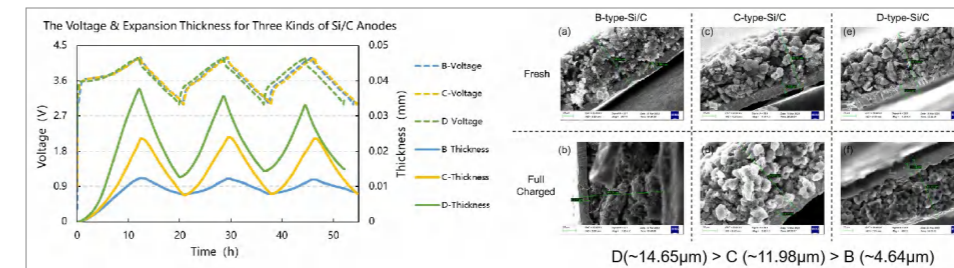 The Voltage & Expansion Thickness for Three Kinds of Si/C Anodes
4.5
3.6
2.7
1.8
0.9
0
Voltage (V)
0.05
0.04
0.03
0.02
0.01
0
Thickness (mm)
0 10 20 30 40 50
Time (h)
B-Voltage
C-Voltage
D-Voltage
B-Thickness
C-Thickness
D-Thickness
B-type-Si/C C-type-Si/C D-type-Si/C
Fresh
(a) (c) (e)
Full
Charged
(b) (d) (f)
D(~14.65μm) > C (~11.98μm) > B (~4.64μm)